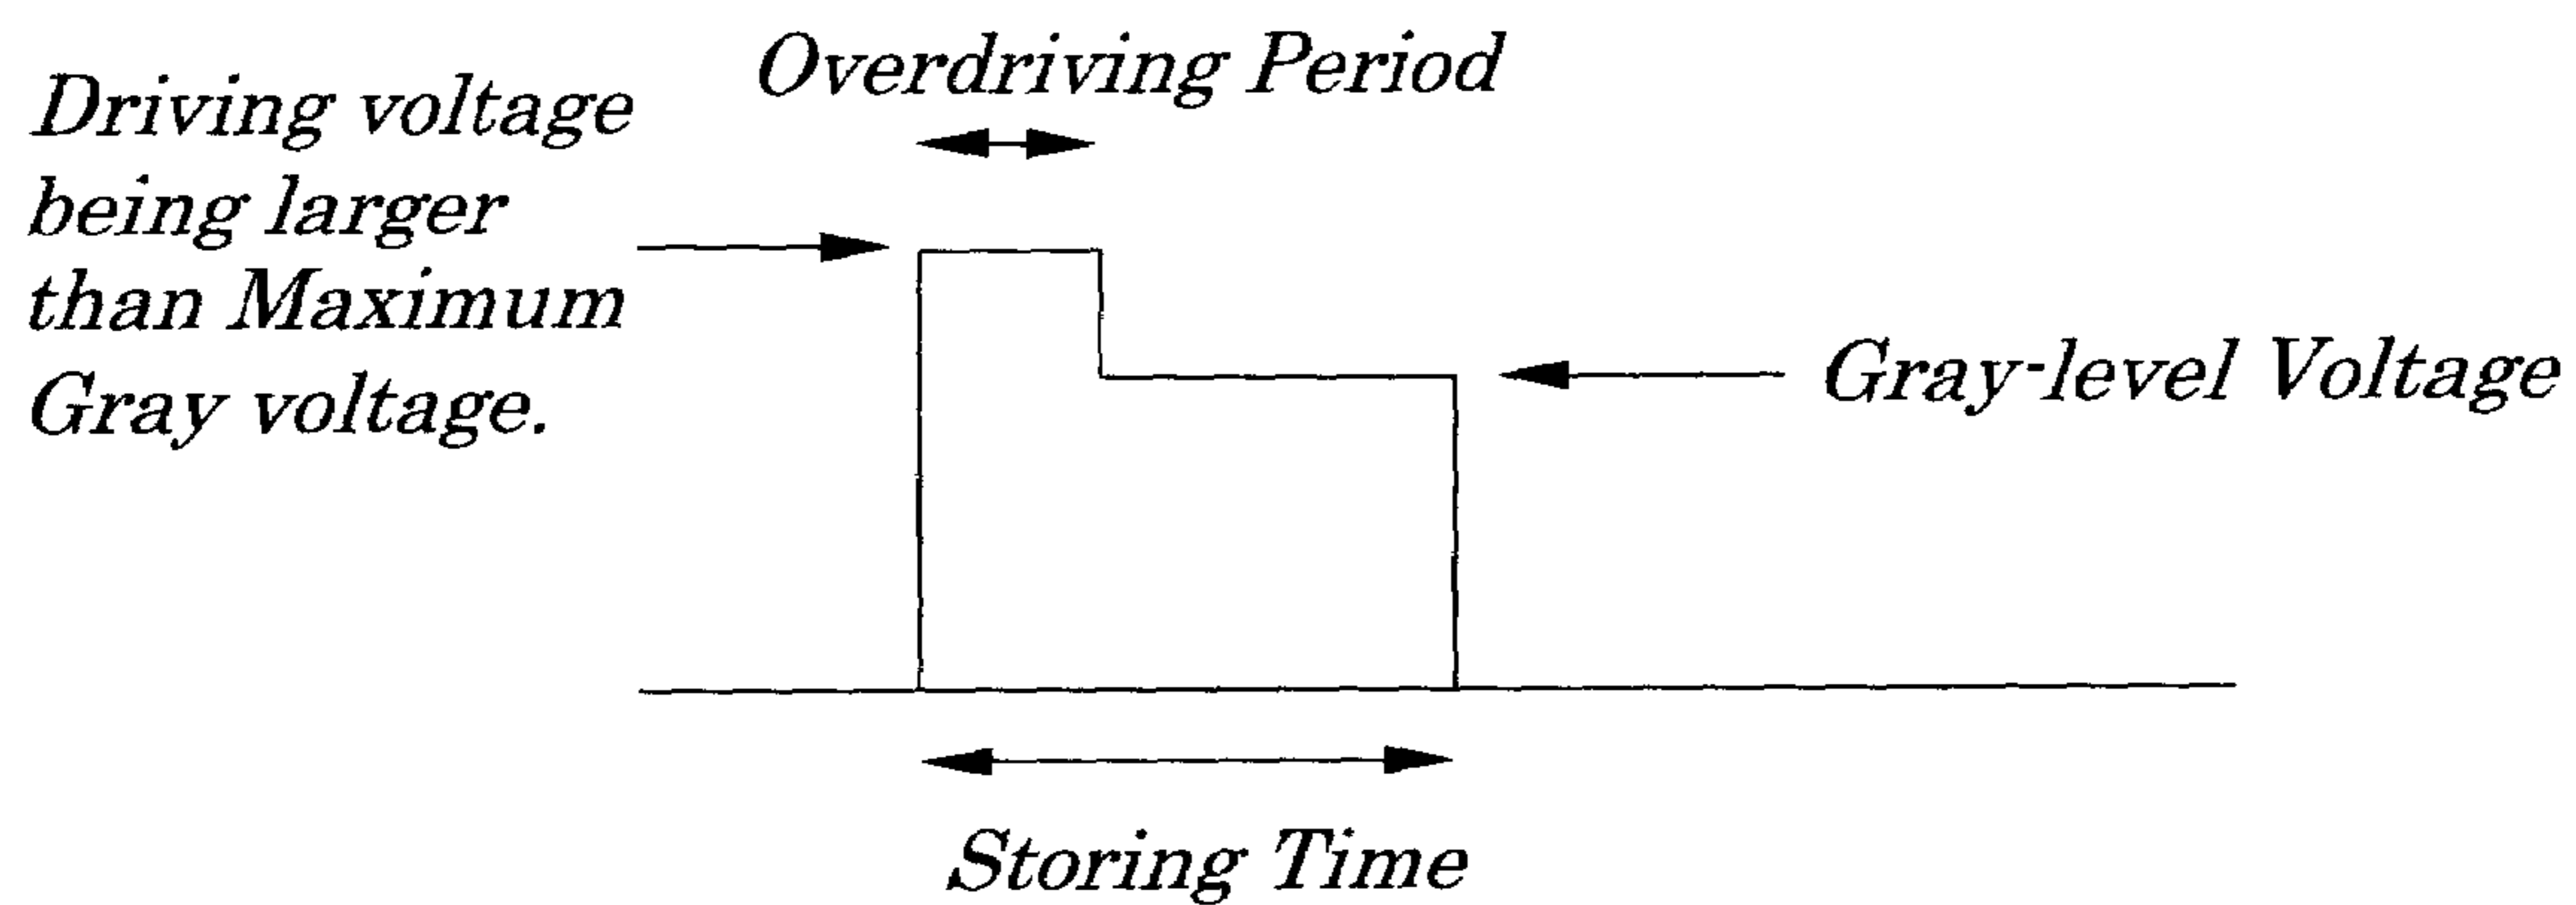 Overdriving Period
Driving voltage
being larger
than Maximum
Gray voltage.
Gray-level Voltage
Storing Time